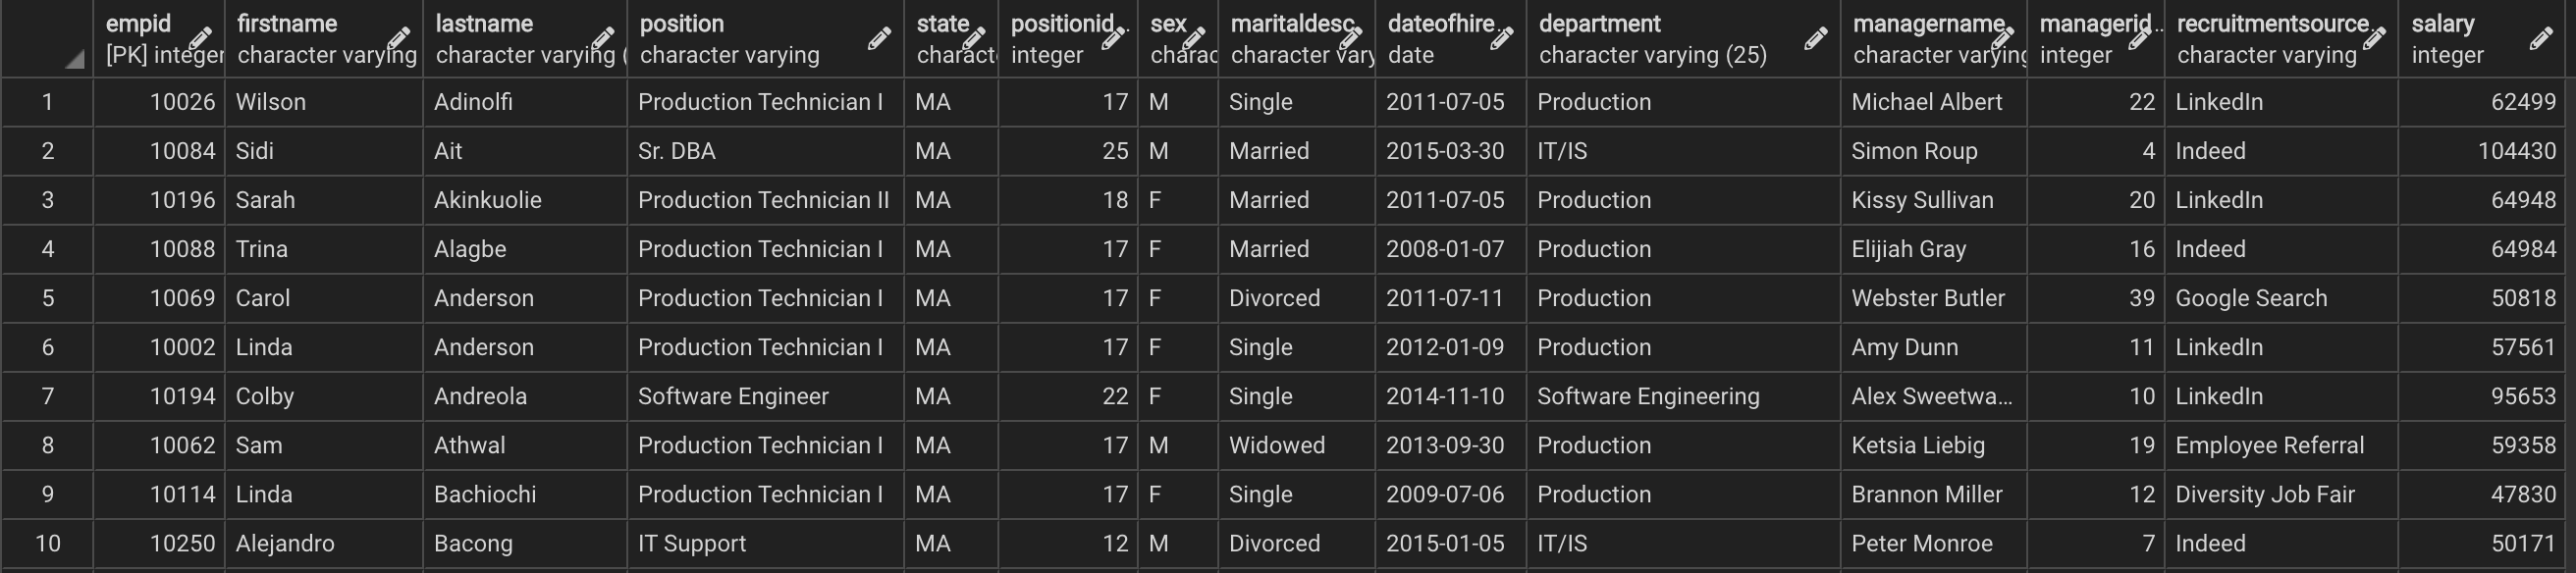 empid firstname lastname position state positionid.. sex maritaldesc dateofhire.. department managername managerid.. recruitmentsource salary
[PK] integer character varying character varying ( character varying charact integer charac character vary date character varying (25) character varying integer character varying integer
1 10026 Wilson Adinolfi Production Technician I MA 17 M Single 2011-07-05 Production Michael Albert 22 LinkedIn 62499
2 10084 Sidi Ait Sr. DBA MA 25 M Married 2015-03-30 IT/IS Simon Roup 4 Indeed 104430
3 10196 Sarah Akinkuolie Production Technician II MA 18 F Married 2011-07-05 Production Kissy Sullivan 20 LinkedIn 64948
4 10088 Trina Alagbe Production Technician I MA 17 F Married 2008-01-07 Production Elijiah Gray 16 Indeed 64984
5 10069 Carol Anderson Production Technician I MA 17 F Divorced 2011-07-11 Production Webster Butler 39 Google Search 50818
6 10002 Linda Anderson Production Technician I MA 17 F Single 2012-01-09 Production Amy Dunn 11 LinkedIn 57561
7 10194 Colby Andreola Software Engineer MA 22 F Single 2014-11-10 Software Engineering Alex Sweetwa... 10 LinkedIn 95653
8 10062 Sam Athwal Production Technician I MA 17 M Widowed 2013-09-30 Production Ketsia Liebig 19 Employee Referral 59358
9 10114 Linda Bachiochi Production Technician I MA 17 F Single 2009-07-06 Production Brannon Miller 12 Diversity Job Fair 47830
10 10250 Alejandro Bacong IT Support MA 12 M Divorced 2015-01-05 IT/IS Peter Monroe 7 Indeed 50171